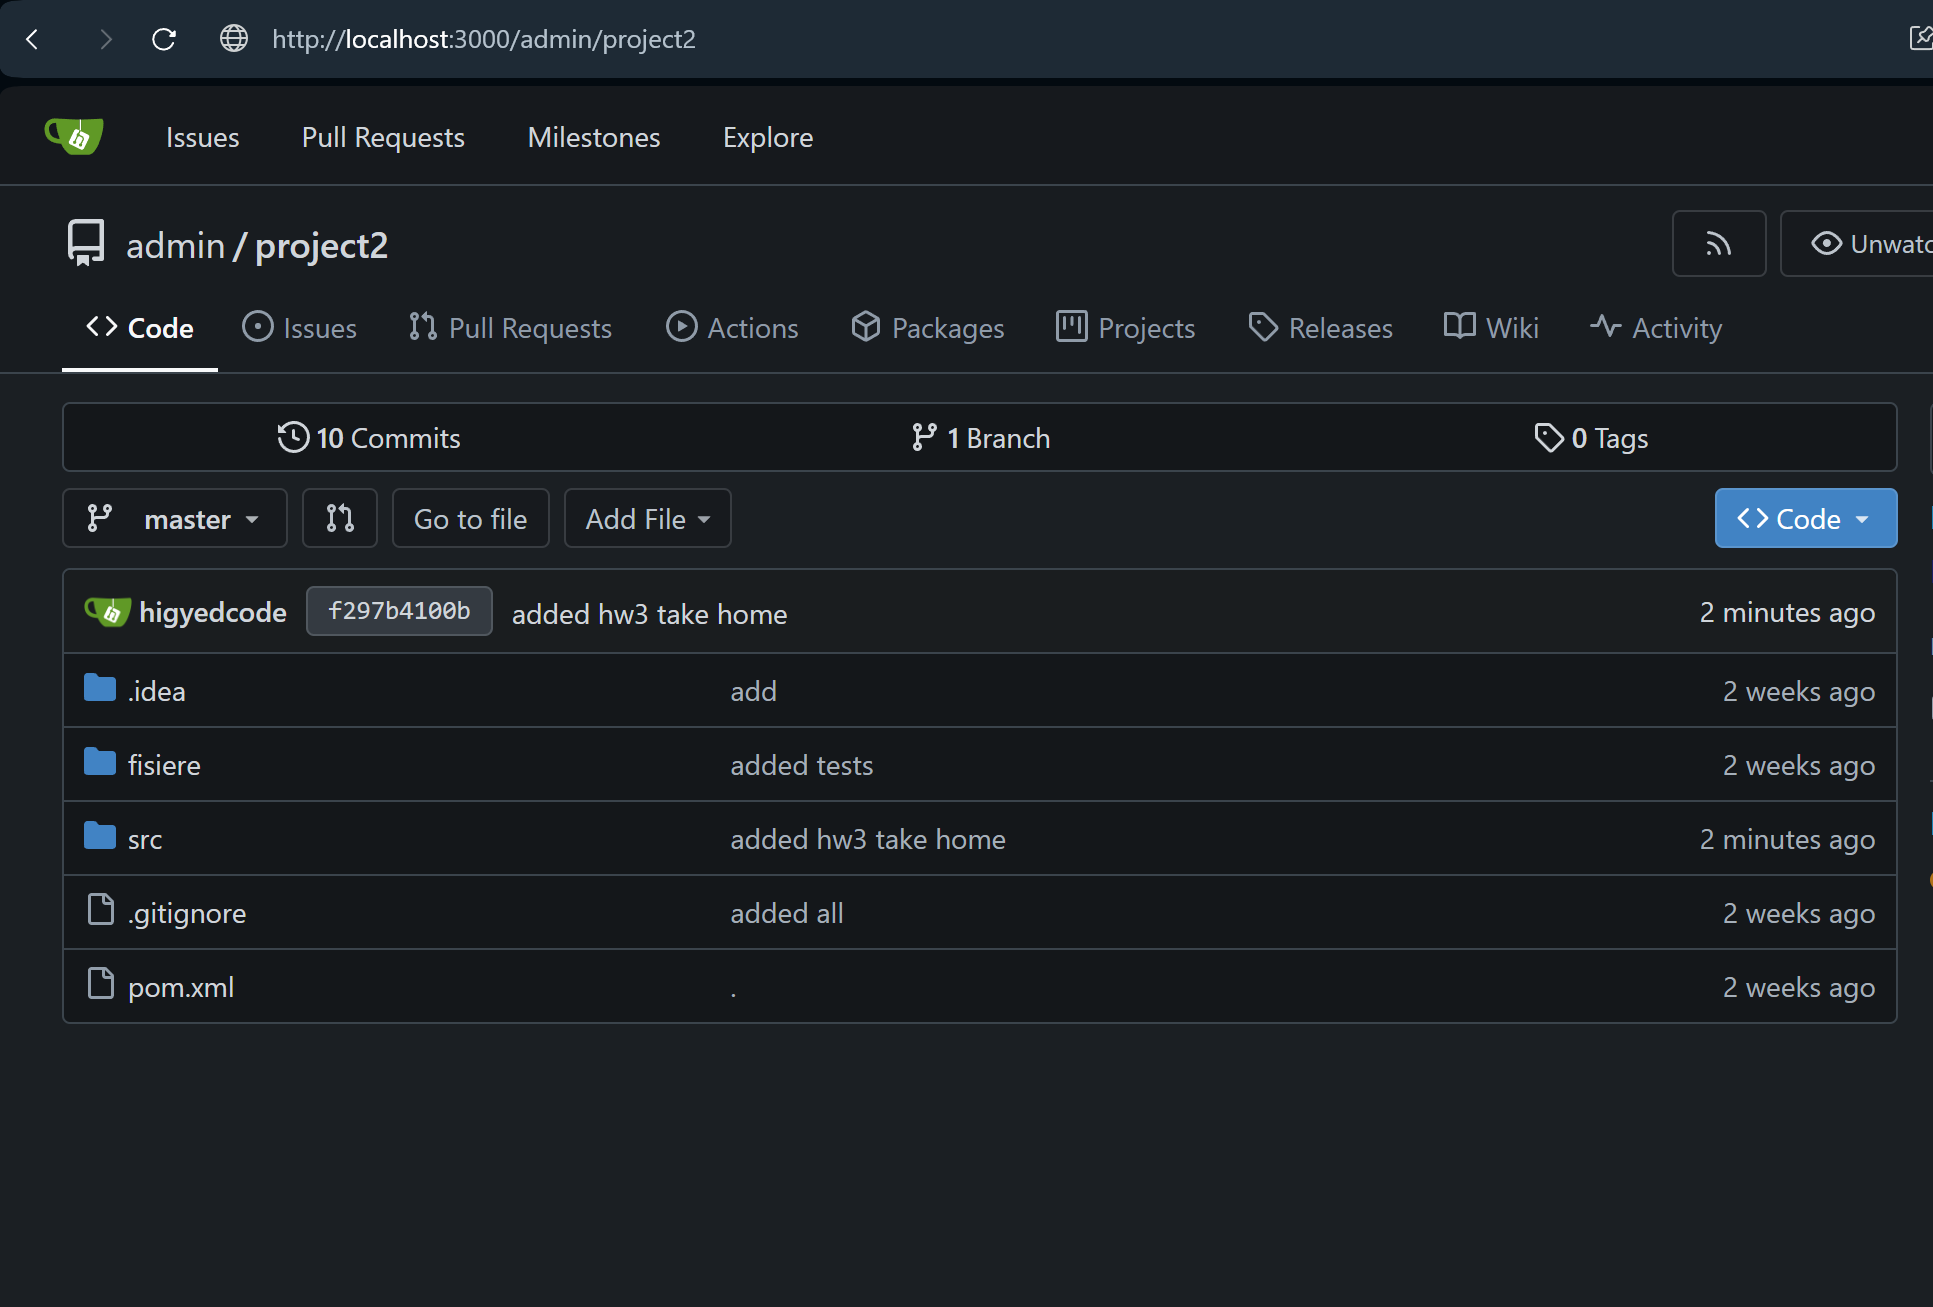 http://localhost:3000/admin/project2
Issues Pull Requests Milestones Explore
admin / project2
Code Issues Pull Requests Actions Packages Projects Releases Wiki Activity
10 Commits 1 Branch 0 Tags
master Go to file Add File Code
higyedcode f297b4100b added hw3 take home 2 minutes ago
.idea add 2 weeks ago
fisiere added tests 2 weeks ago
src added hw3 take home 2 minutes ago
.gitignore added all 2 weeks ago
pom.xml . 2 weeks ago